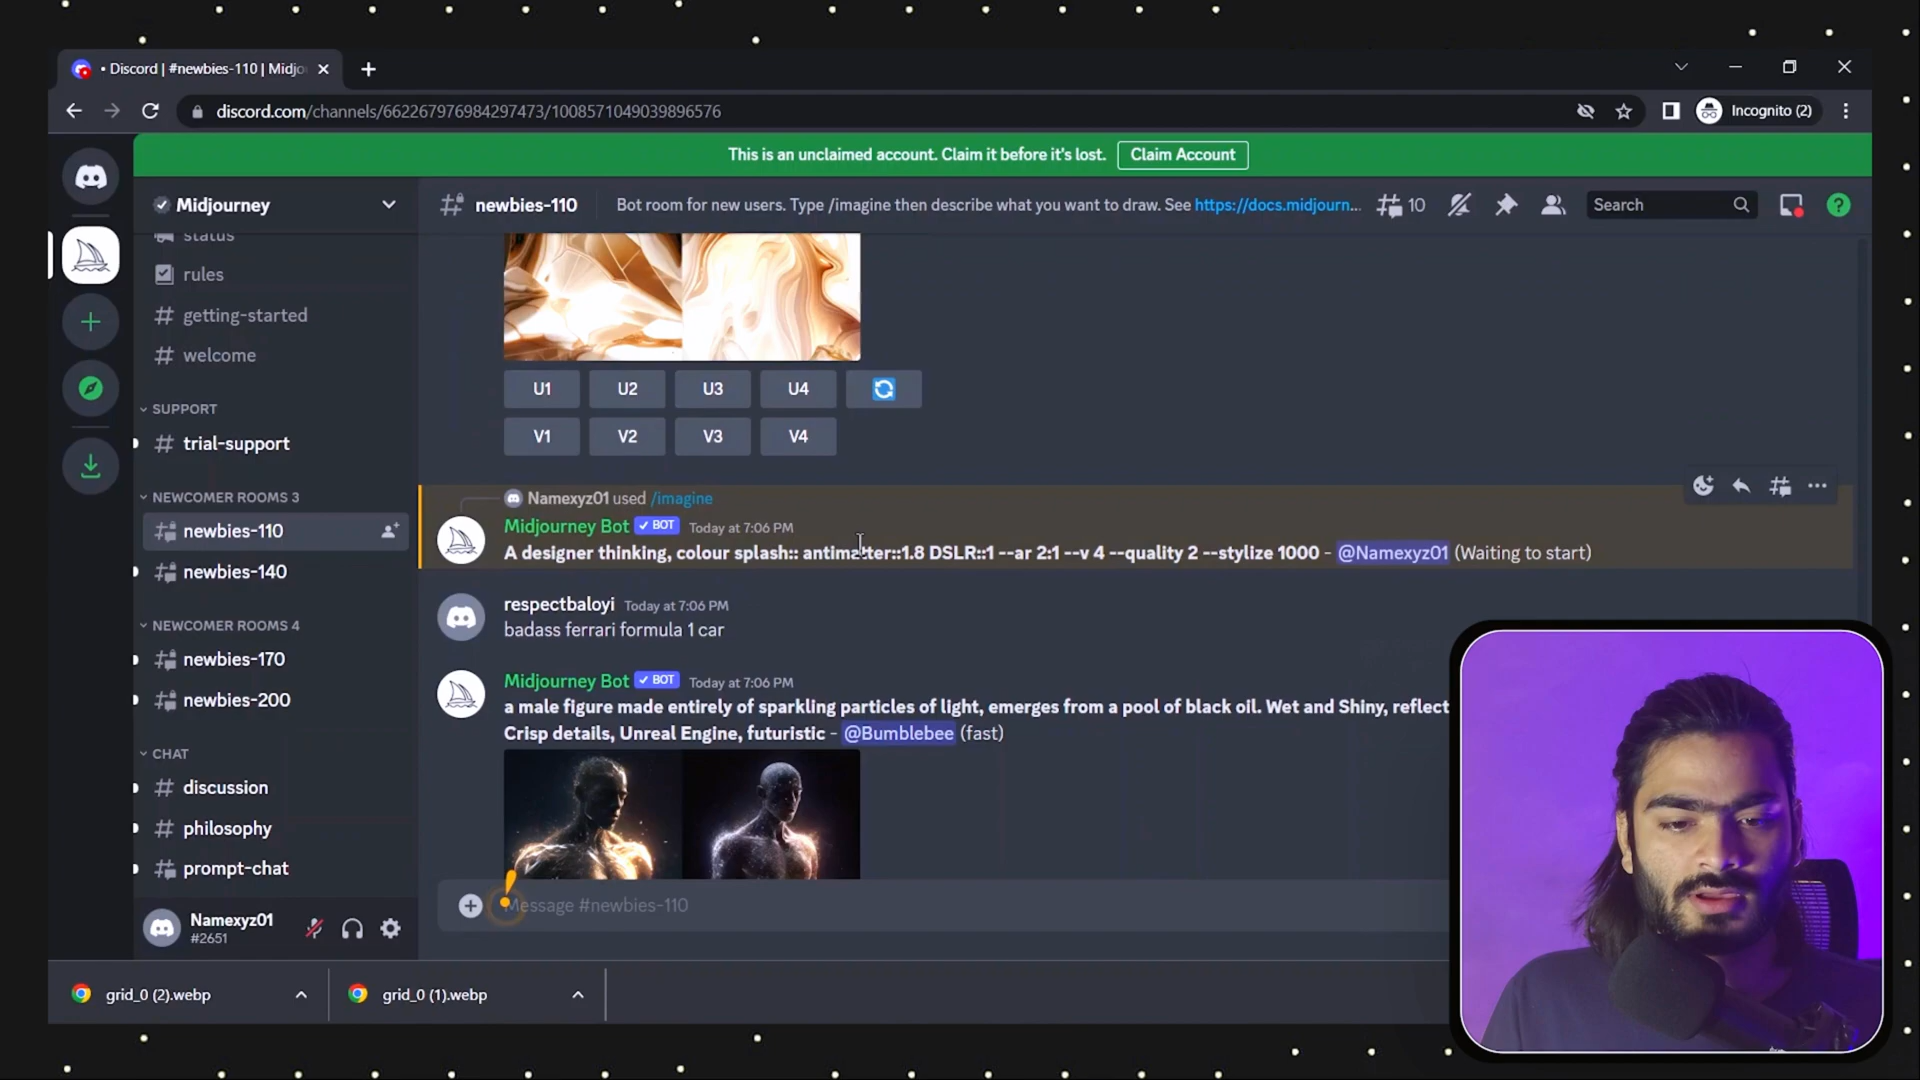 • Discord | #newbies-110 | Midjo
discord.com/channels/662267976984297473/1008571049039896576
Incognito (2)
This is an unclaimed account. Claim it before it's lost.
Claim Account
Midjourney
newbies-110
Bot room for new users. Type /imagine then describe what you want to draw. See https://docs.midjourn...
10
Search
status
rules
getting-started
welcome
SUPPORT
trial-support
NEWCOMER ROOMS 3
newbies-110
newbies-140
NEWCOMER ROOMS 4
newbies-170
newbies-200
CHAT
discussion
philosophy
prompt-chat
Namexyz01
#2651
U1 U2 U3 U4
V1 V2 V3 V4
Namexyz01 used /imagine
Midjourney Bot ✓ BOT Today at 7:06 PM
A designer thinking, colour splash:: antimatter::1.8 DSLR::1 --ar 2:1 --v 4 --quality 2 --stylize 1000 - @Namexyz01 (Waiting to start)
respectbaloyi Today at 7:06 PM
badass ferrari formula 1 car
Midjourney Bot ✓ BOT Today at 7:06 PM
a male figure made entirely of sparkling particles of light, emerges from a pool of black oil. Wet and Shiny, reflect
Crisp details, Unreal Engine, futuristic - @Bumblebee (fast)
Message #newbies-110
grid_0 (2).webp
grid_0 (1).webp